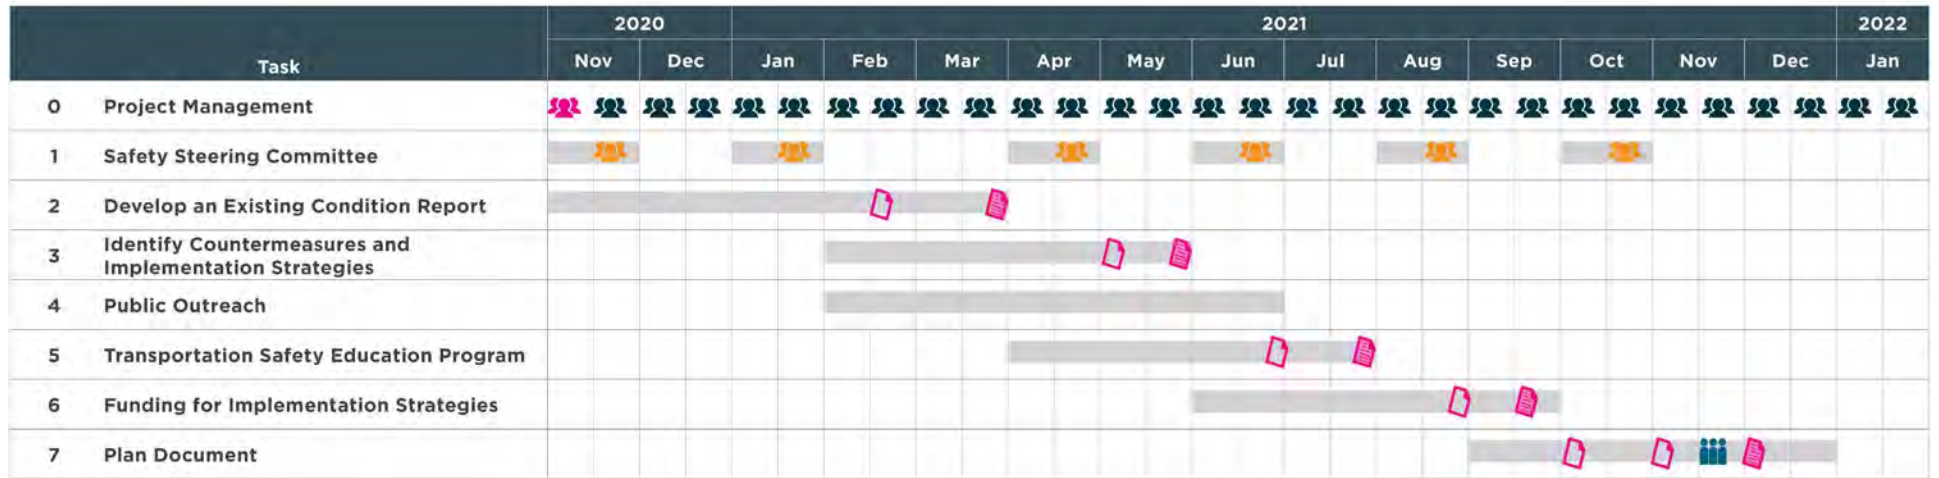 2020 2021 2022
Task Nov Dec Jan Feb Mar Apr May Jun Jul Aug Sep Oct Nov Dec Jan
0 Project Management
1 Safety Steering Committee
2 Develop an Existing Condition Report
3 Identify Countermeasures and
Implementation Strategies
4 Public Outreach
5 Transportation Safety Education Program
6 Funding for Implementation Strategies
7 Plan Document